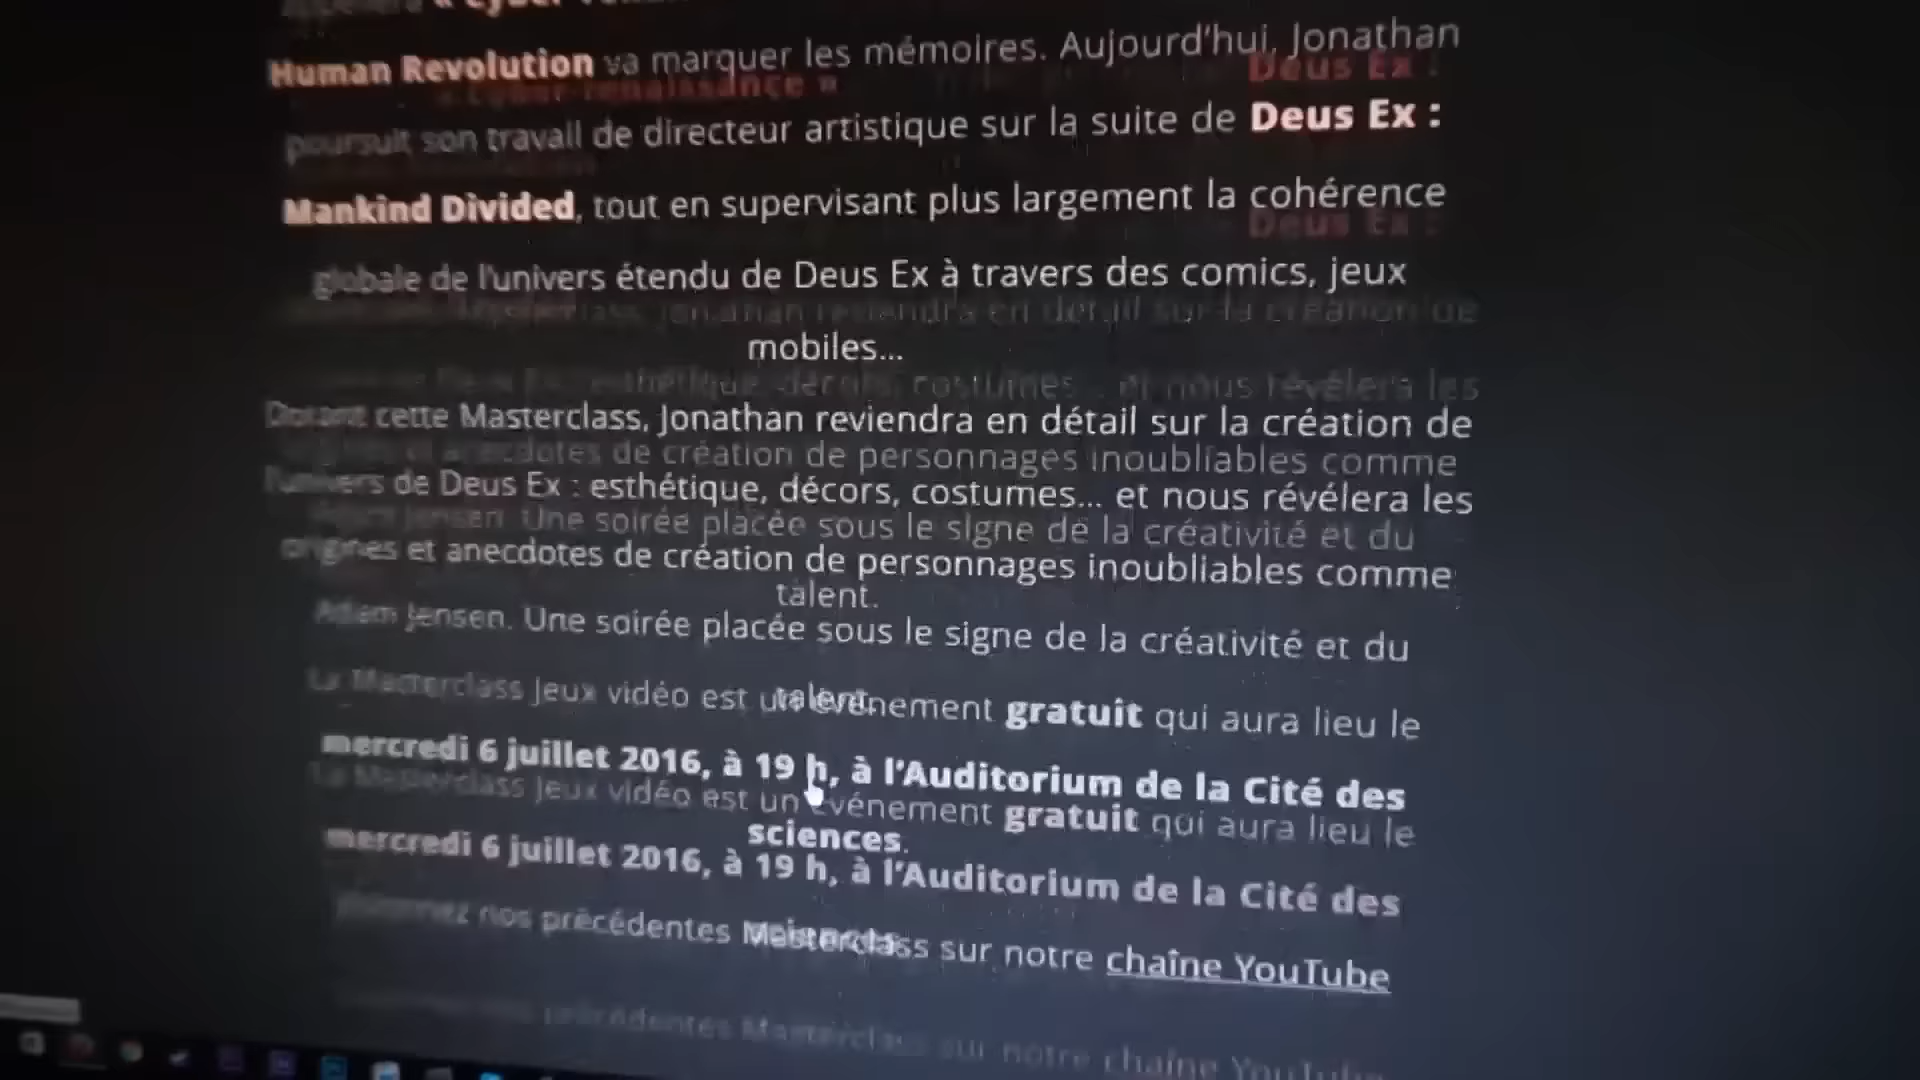 Human Revolution va marquer les mémoires. Aujourd'hui, Jonathan
poursuit son travail de directeur artistique sur la suite de Deus Ex :
Mankind Divided, tout en supervisant plus largement la cohérence
globale de l'univers étendu de Deus Ex à travers des comics, jeux
mobiles...
Durant cette Masterclass, Jonathan reviendra en détail sur la création de
l'univers de Deus Ex : esthétique, décors, costumes... et nous révélera les
origines et anecdotes de création de personnages inoubliables comme
Adam Jensen. Une soirée placée sous le signe de la créativité et du
talent.
La Masterclass Jeux vidéo est un événement gratuit qui aura lieu le
mercredi 6 juillet 2016, à 19 h, à l'Auditorium de la Cité des
sciences.
nos précédentes Masterclass sur notre chaîne YouTube